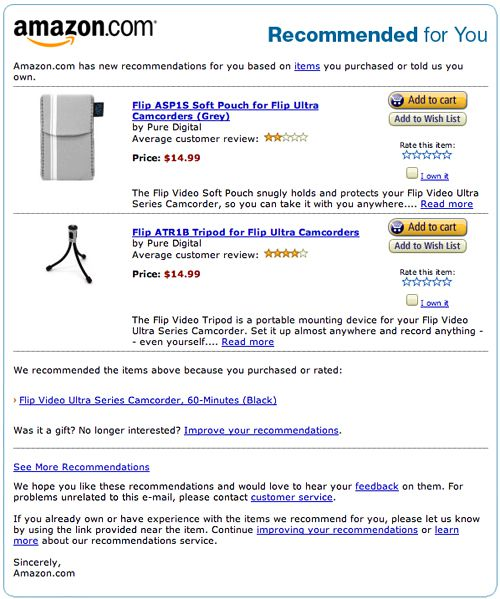 amazon.com
Recommended for You
Amazon.com has new recommendations for you based on items you purchased or told us you
own.
Flip ASP1S Soft Pouch for Flip Ultra
Camcorders (Grey)
by Pure Digital
Average customer review:
Price: $14.99
Add to cart
Add to Wish List
Rate this item:
I own it
The Flip Video Soft Pouch snugly holds and protects your Flip Video Ultra
Series Camcorder, so you can take it with you anywhere.... Read more
Flip ATR1B Tripod for Flip Ultra Camcorders
by Pure Digital
Average customer review:
Price: $14.99
Add to cart
Add to Wish List
Rate this item:
I own it
The Flip Video Tripod is a portable mounting device for your Flip Video
Ultra Series Camcorder. Set it up almost anywhere and record anything -
- even yourself.... Read more
We recommended the items above because you purchased or rated:
› Flip Video Ultra Series Camcorder, 60-Minutes (Black)
Was it a gift? No longer interested? Improve your recommendations.
See More Recommendations
We hope you like these recommendations and would love to hear your feedback on them. For
problems unrelated to this e-mail, please contact customer service.
If you already own or have experience with the items we recommend for you, please let us know
by using the link provided near the item. Continue improving your recommendations or learn
more about our recommendations service.
Sincerely,
Amazon.com